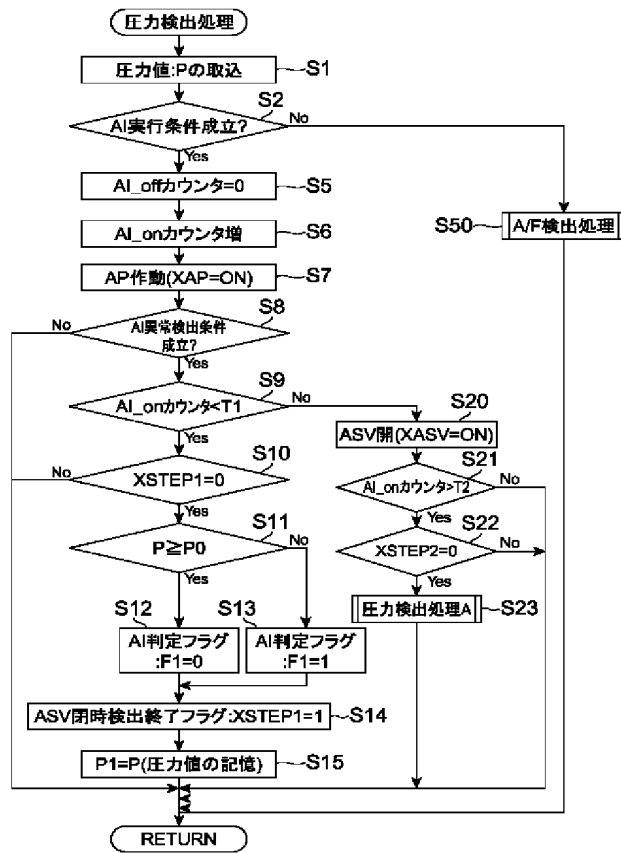 圧力検出処理
圧力値:Pの取込
S1
S2
AI実行条件成立?
No
Yes
AI_offカウンタ=0
S5
AI_onカウンタ増
S6
S50
A/F検出処理
AP作動(XAP=ON)
S7
S8
No
AI異常検出条件
成立?
Yes
S9
AI_onカウンタ<T1
No
Yes
S20
ASV開(XASV=ON)
S10
No
XSTEP1=0
Yes
S21
AI_onカウンタ>T2
No
Yes
S11
P≧P0
No
Yes
S22
XSTEP2=0
No
Yes
圧力検出処理A
S23
S12
AI判定フラグ
:F1=0
S13
AI判定フラグ
:F1=1
ASV閉時検出終了フラグ:XSTEP1=1
S14
P1=P(圧力値の記憶)
S15
RETURN